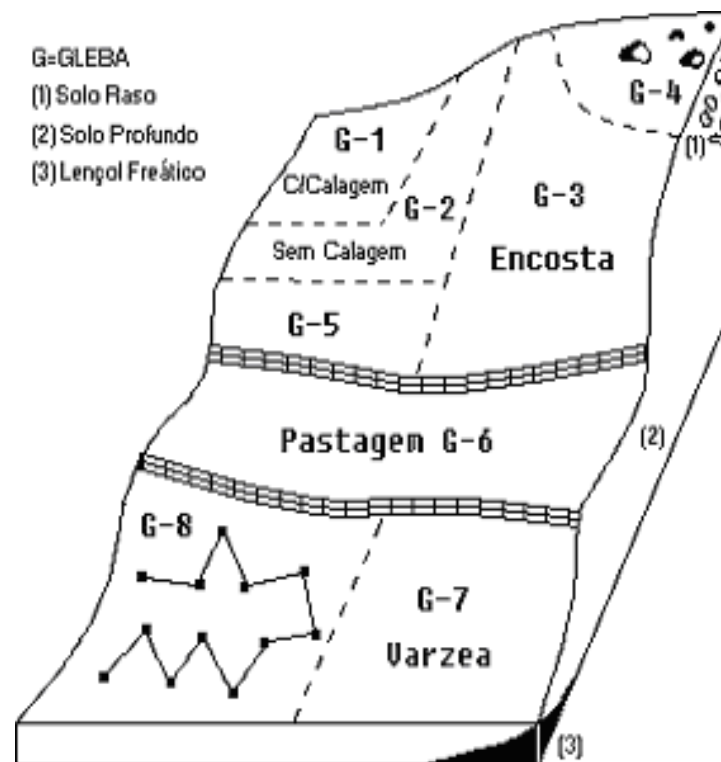 G=GLEBA
(1) Solo Raso
(2) Solo Profundo
(3) Lençol Freático
G-4
(1)
G-1
C/Calagem
G-2
G-3
Sem Calagem
Encosta
G-5
(2)
Pastagem G-6
G-8
G-7
Varzea
(3)